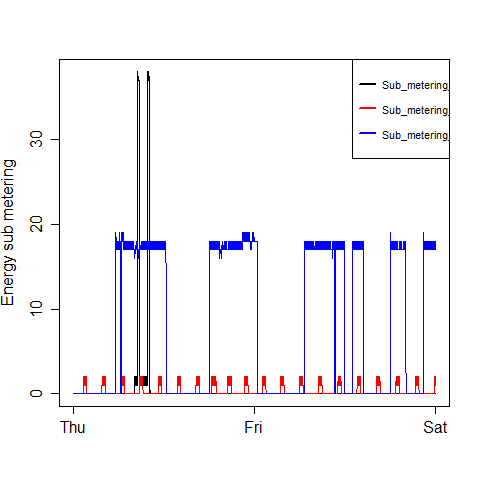 Energy sub metering
0
10
20
30
Thu
Fri
Sat
Sub_metering_
Sub_metering_
Sub_metering_